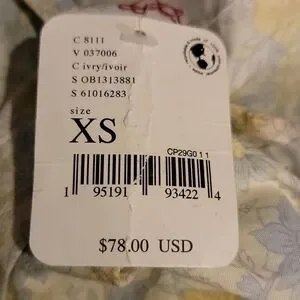 C 8111
V 037006
C ivry/ivoir
S OB1313881
S 61016283
size
XS
CP29G0 1 1
1 95191 93422 4
$78.00 USD